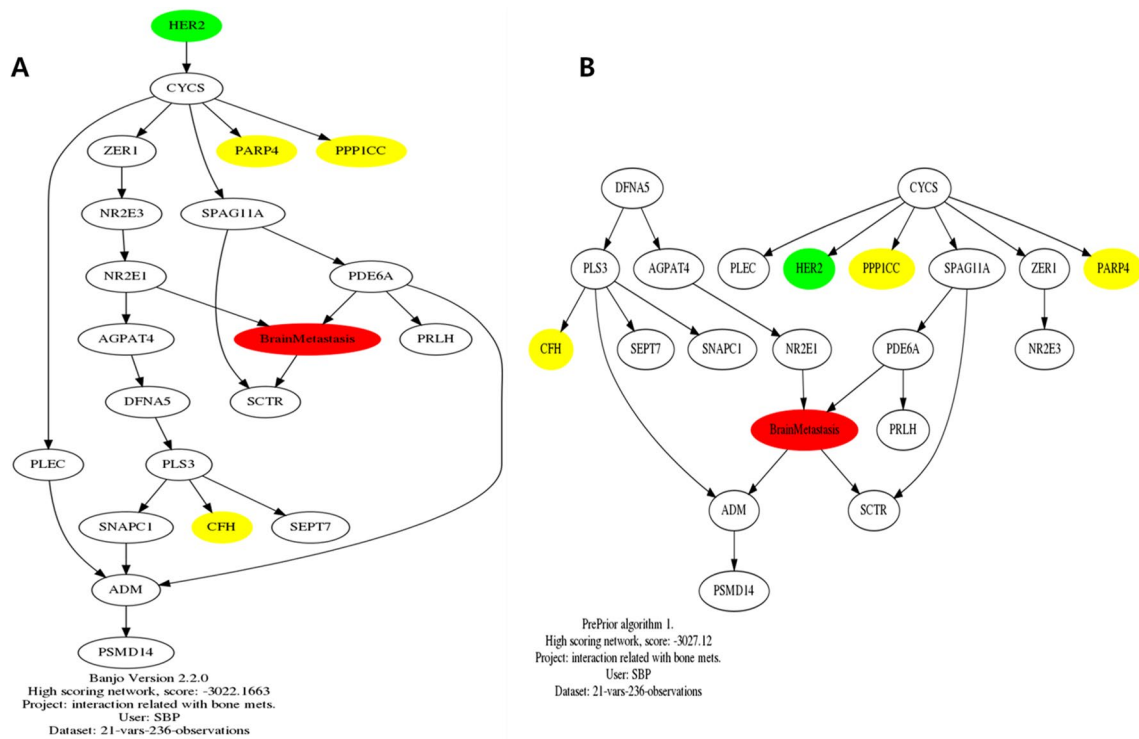 A
HER2
CYCS
ZER1
PARP4
PPP1CC
NR2E3
SPAG11A
NR2E1
PDE6A
AGPAT4
BrainMetastasis
PRLH
DFNA5
SCTR
PLEC
PLS3
SNAPC1
CFH
SEPT7
ADM
PSMD14
Banjo Version 2.2.0
High scoring network, score: -3022.1663
Project: interaction related with bone mets.
User: SBP
Dataset: 21-vars-236-observations
B
DFNA5
CYCS
PLS3
AGPAT4
PLEC
HER2
PPP1CC
SPAG11A
ZER1
PARP4
CFH
SEPT7
SNAPC1
NR2E1
PDE6A
NR2E3
BrainMetastasis
PRLH
ADM
SCTR
PSMD14
PrePrior algorithm 1.
High scoring network, score: -3027.12
Project: interaction related with bone mets.
User: SBP
Dataset: 21-vars-236-observations